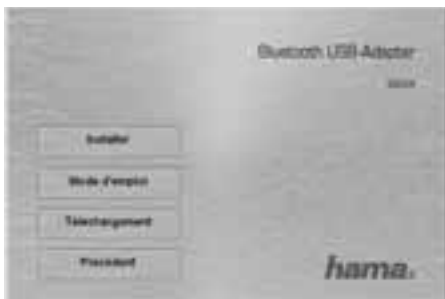 Bluetooth USB-Adapter
Installer
Mode d'emploi
Téléchargement
Précédent
hama.